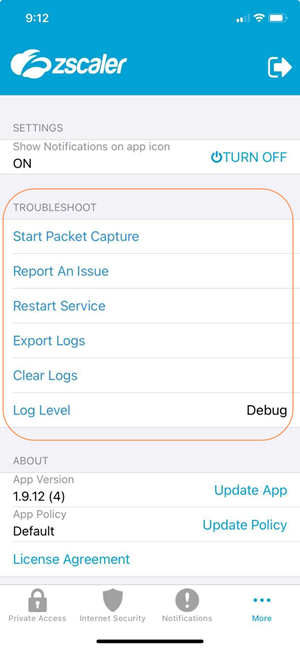 9:12
zscaler
SETTINGS
Show Notifications on app icon
ON
TURN OFF
TROUBLESHOOT
Start Packet Capture
Report An Issue
Restart Service
Export Logs
Clear Logs
Log Level Debug
ABOUT
App Version
1.9.12 (4)
Update App
App Policy
Default
Update Policy
License Agreement
Private Access Internet Security Notifications More